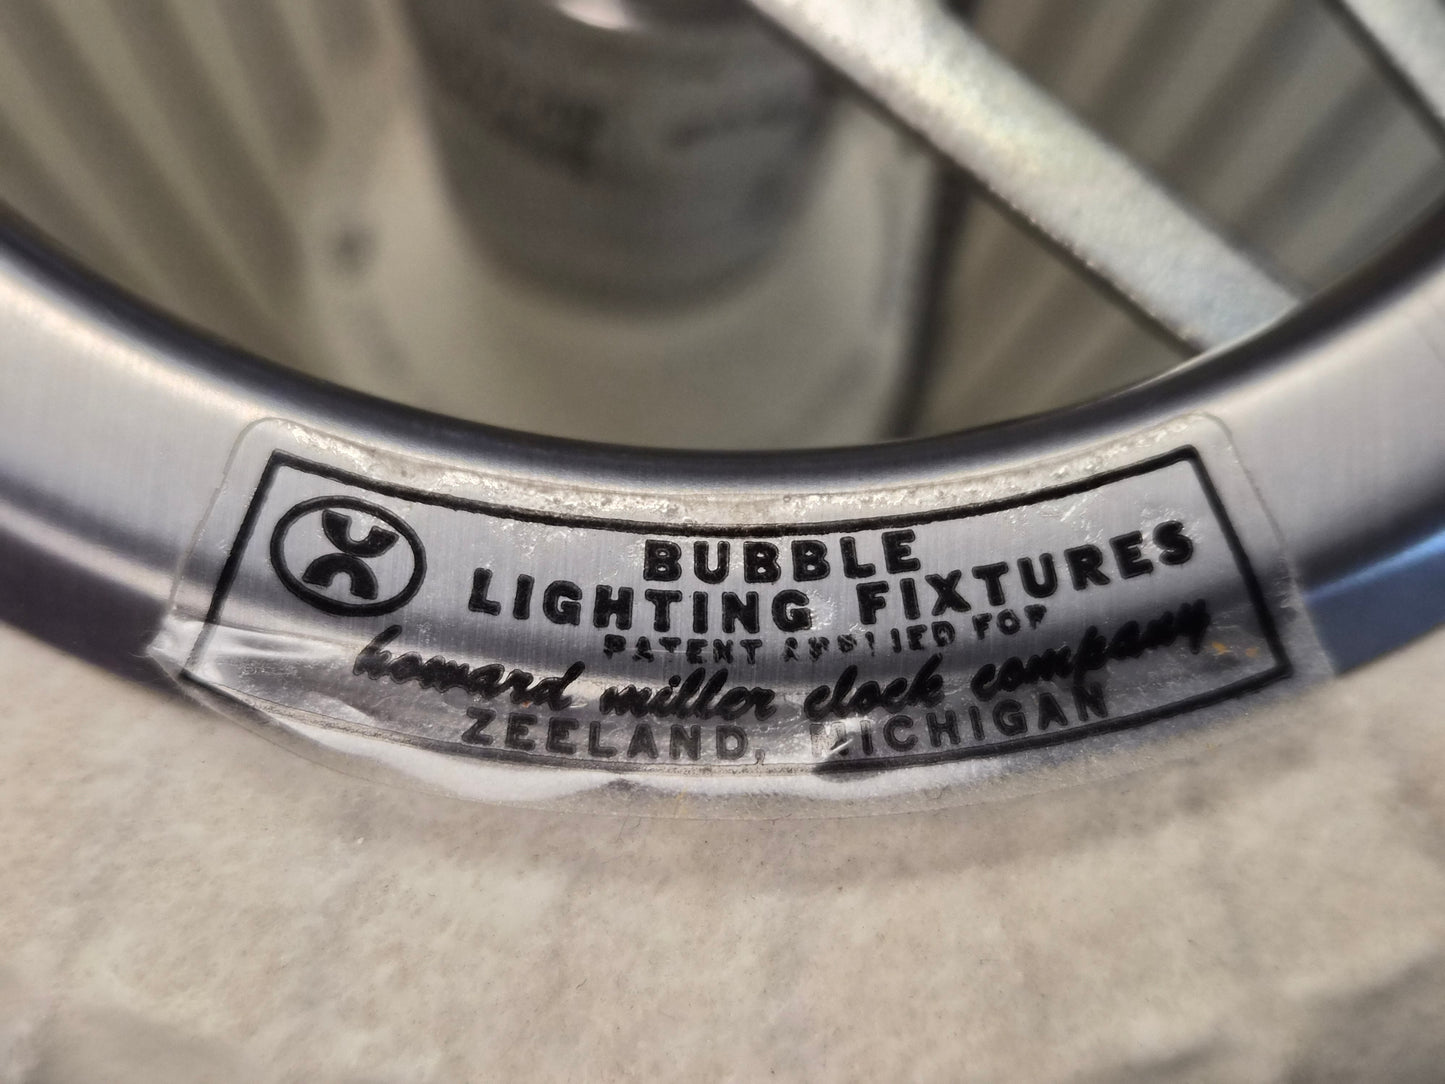 BUBBLE
LIGHTING FIXTURES
PATENT APPLIED FOR
howard miller clock company
ZEELAND, MICHIGAN